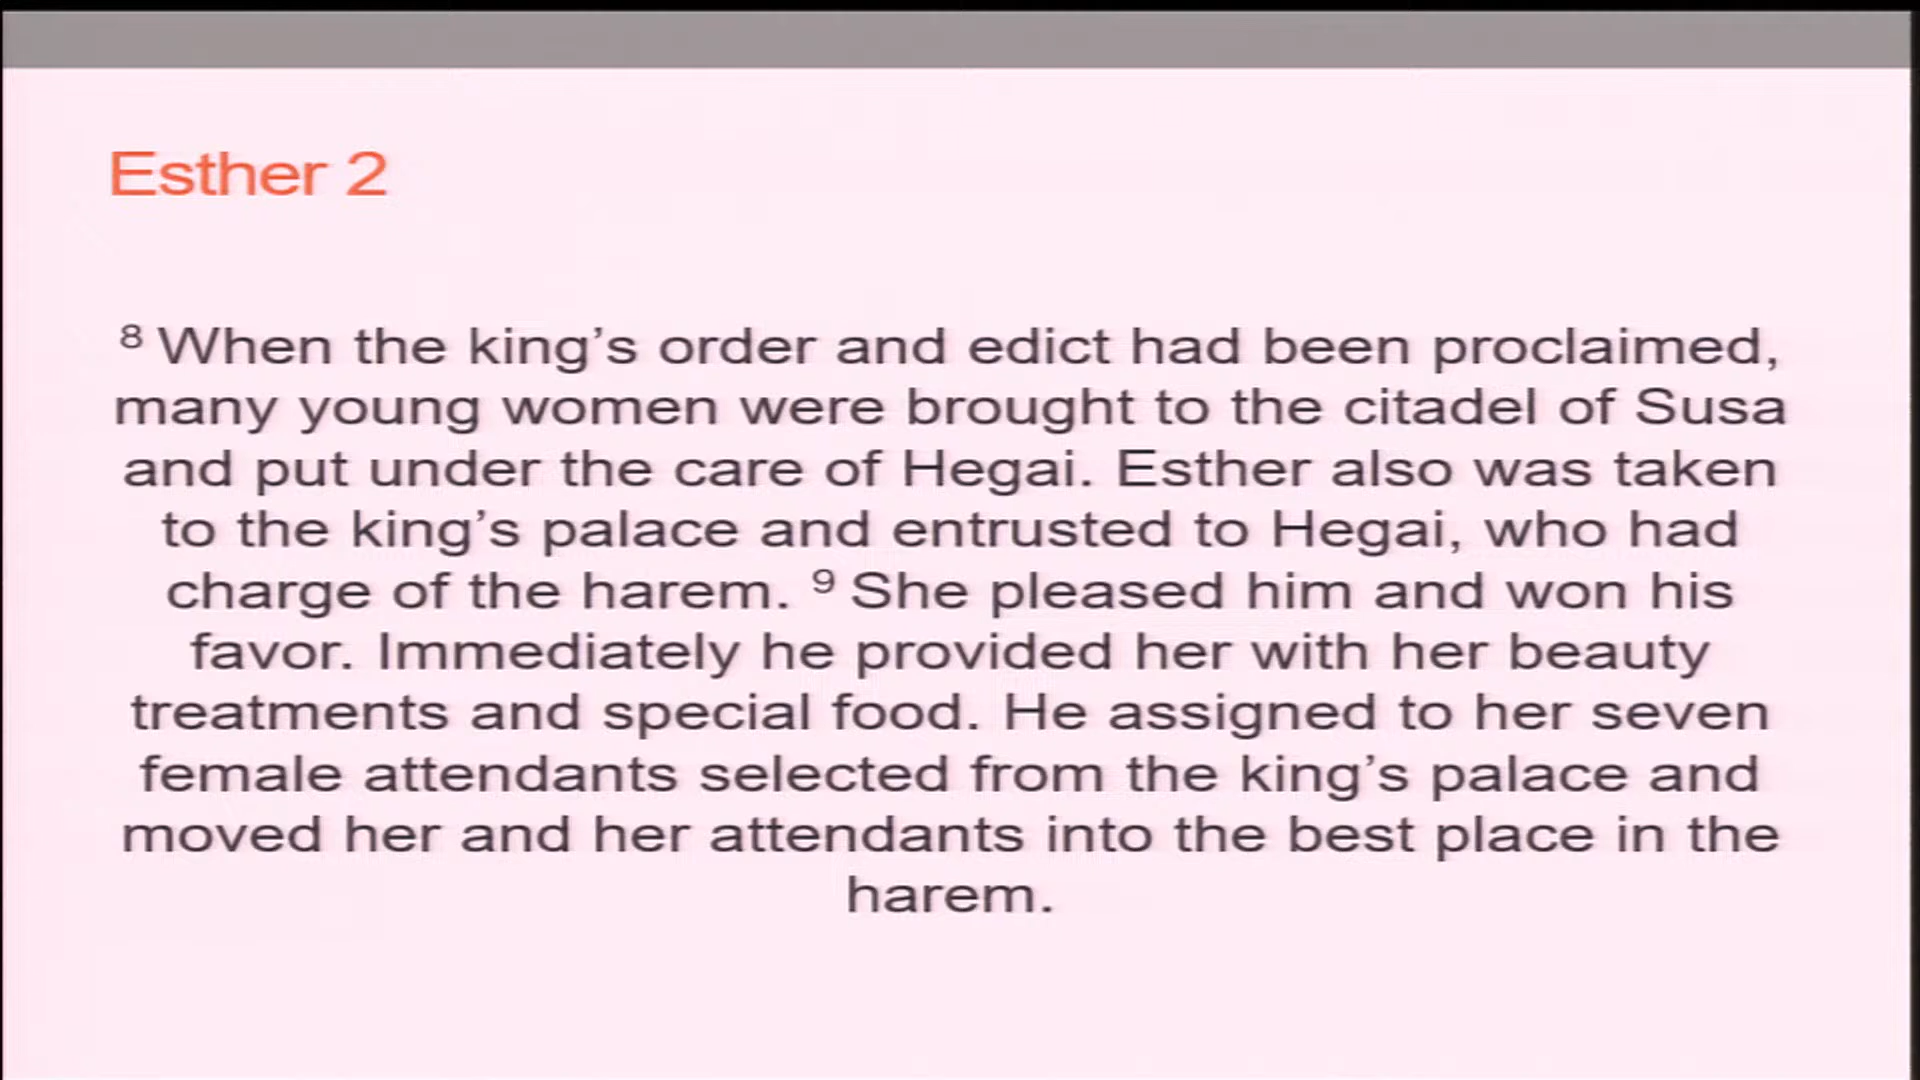 Esther 2
8 When the king’s order and edict had been proclaimed,
many young women were brought to the citadel of Susa
and put under the care of Hegai. Esther also was taken
to the king’s palace and entrusted to Hegai, who had
charge of the harem. 9 She pleased him and won his
favor. Immediately he provided her with her beauty
treatments and special food. He assigned to her seven
female attendants selected from the king’s palace and
moved her and her attendants into the best place in the
harem.